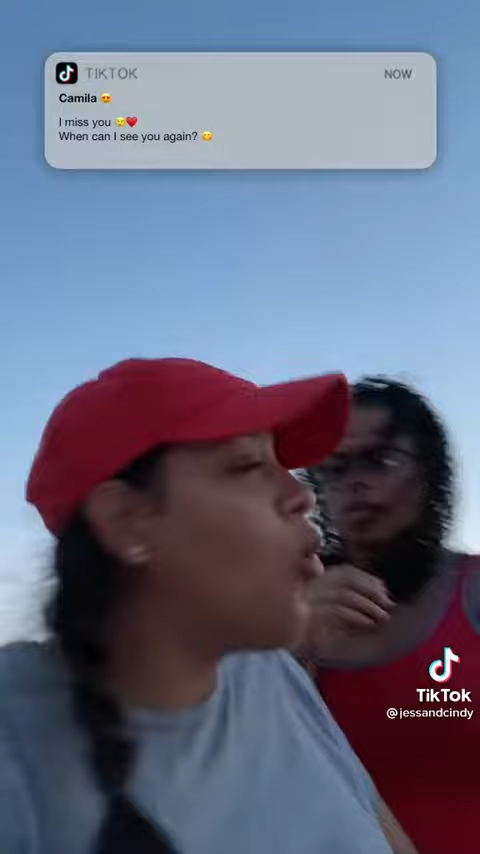 TIKTOK NOW
Camila 😍
I miss you 😢❤️
When can I see you again? 😋
TikTok
@jessandcindy